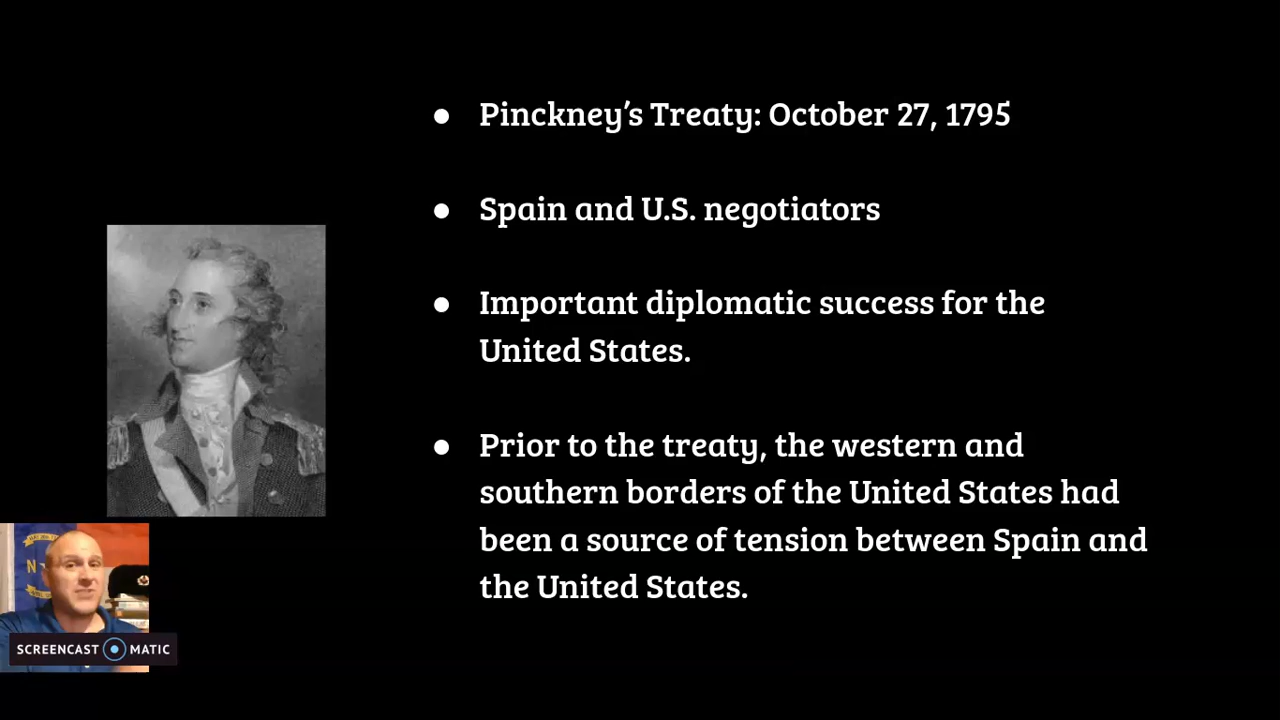 ● Pinckney’s Treaty: October 27, 1795
● Spain and U.S. negotiators
● Important diplomatic success for the
United States.
● Prior to the treaty, the western and
southern borders of the United States had
been a source of tension between Spain and
the United States.
N
SCREENCAST MATIC